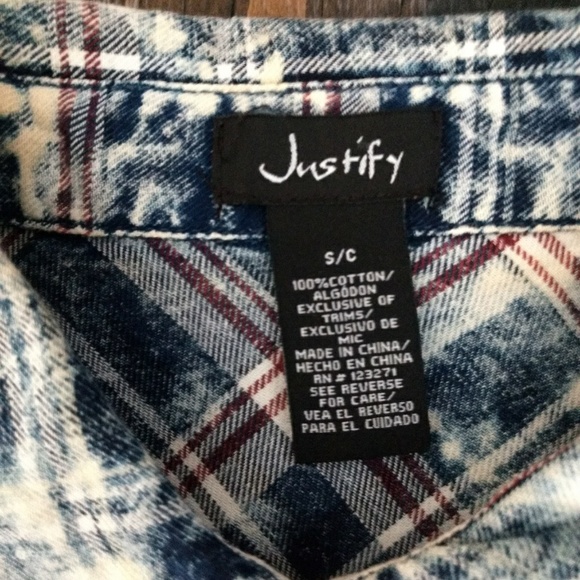 Justify
S/C
100%COTTON/
ALGODON
EXCLUSIVE OF
TRIMS/
EXCLUSIVO DE
MIC
MADE IN CHINA/
HECHO EN CHINA
RN # 123271
SEE REVERSE
FOR CARE/
VEA EL REVERSO
PARA EL CUIDADO